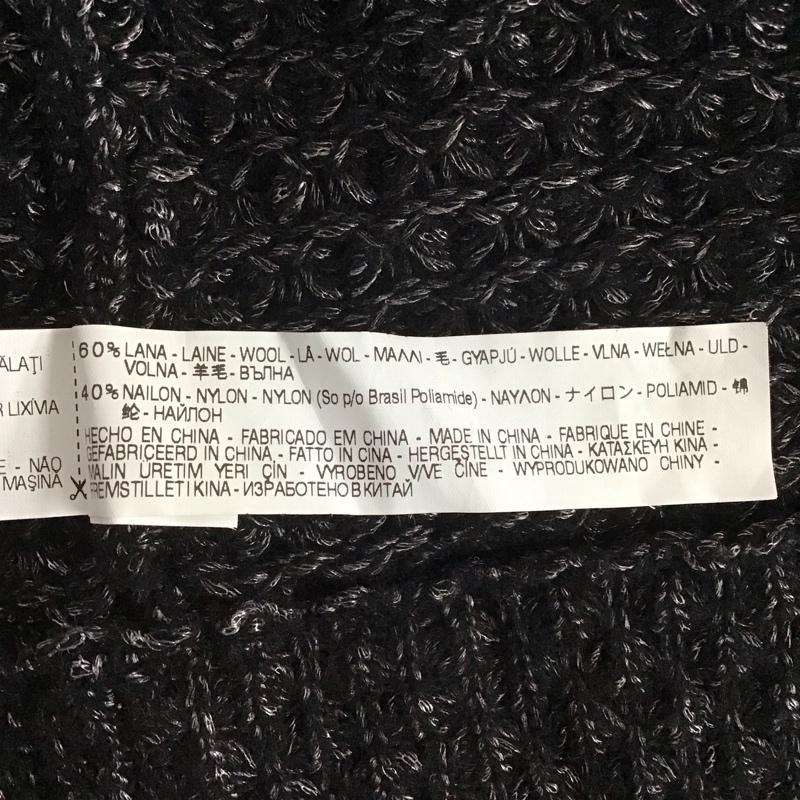 60% LANA - LAINE - WOOL - LÃ - WOL - ΜΑΛΛΙ - 毛 - GYAPJÚ - WOLLE - VLNA - WEŁNA - ULD -
VOLNA - 羊毛 - ВЪЛНА
40% NAILON - NYLON - NYLON (So p/o Brasil Poliamide) - ΝΑΥΛΟΝ - ナイロン - POLIAMID - 锦
纶 - НАЙЛОН
HECHO EN CHINA - FABRICADO EM CHINA - MADE IN CHINA - FABRIQUE EN CHINE -
GEFABRICEERD IN CHINA - FATTO IN CINA - HERGESTELLT IN CHINA - ΚΑΤΑΣΚΕΥΗ ΚΙΝΑ -
MALIN ÜRETIM YERI ÇIN - VYROBENO V/VE ČÍNE - WYPRODUKOWANO CHINY -
FREMSTILLET I KINA - ИЗРАБОТЕНО В КИТАЙ
ĂLAȚI
R LIXÍVIA
E - NÃO
MAŞINĂ